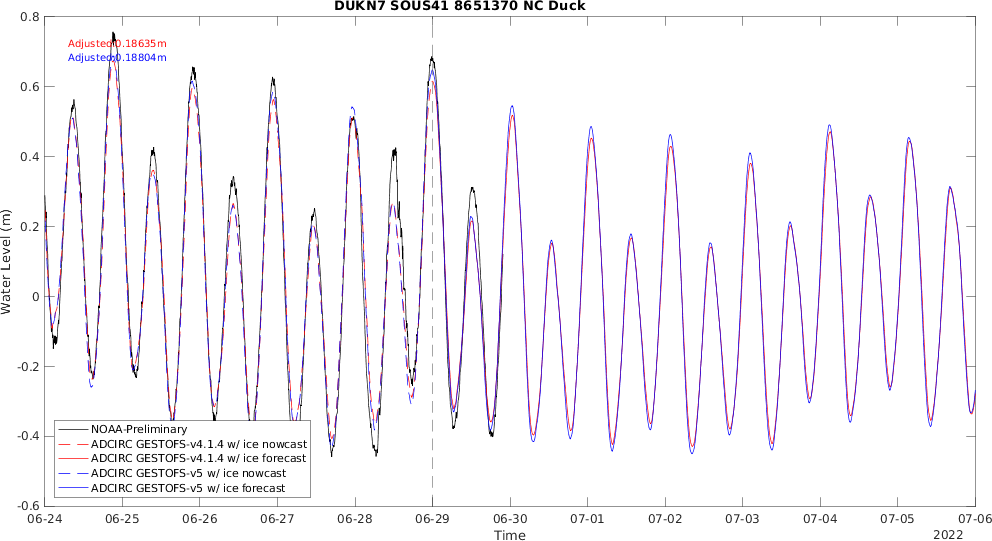 DUKN7 SOUS41 8651370 NC Duck
0.8
0.6
0.4
0.2
0
-0.2
-0.4
-0.6
Water Level (m)
Adjusted:0.18635m
Adjusted:0.18804m
NOAA-Preliminary
ADCIRC GESTOFS-v4.1.4 w/ ice nowcast
ADCIRC GESTOFS-v4.1.4 w/ ice forecast
ADCIRC GESTOFS-v5 w/ ice nowcast
ADCIRC GESTOFS-v5 w/ ice forecast
06-24 06-25 06-26 06-27 06-28 06-29 06-30 07-01 07-02 07-03 07-04 07-05 07-06
Time
2022